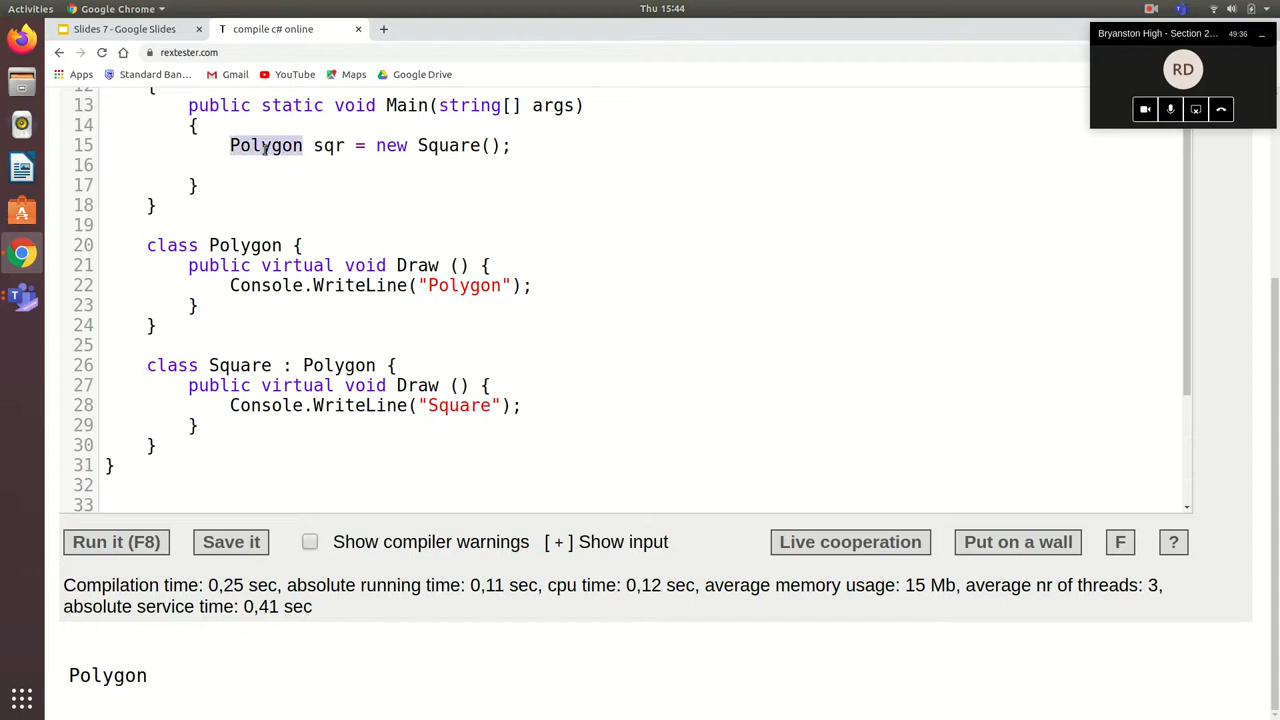 Activities
Google Chrome
Thu 15:44
Slides 7 - Google Slides
compile c# online
rextester.com
Apps
Standard Ban...
Gmail
YouTube
Maps
Google Drive
Bryanston High - Section 2...
49:36
RD
12 {
13 public static void Main(string[] args)
14 {
15 Polygon sqr = new Square();
16
17 }
18 }
19
20 class Polygon {
21 public virtual void Draw () {
22 Console.WriteLine("Polygon");
23 }
24 }
25
26 class Square : Polygon {
27 public virtual void Draw () {
28 Console.WriteLine("Square");
29 }
30 }
31 }
32
33
Run it (F8)
Save it
Show compiler warnings
[ + ] Show input
Live cooperation
Put on a wall
F
?
Compilation time: 0,25 sec, absolute running time: 0,11 sec, cpu time: 0,12 sec, average memory usage: 15 Mb, average nr of threads: 3,
absolute service time: 0,41 sec
Polygon